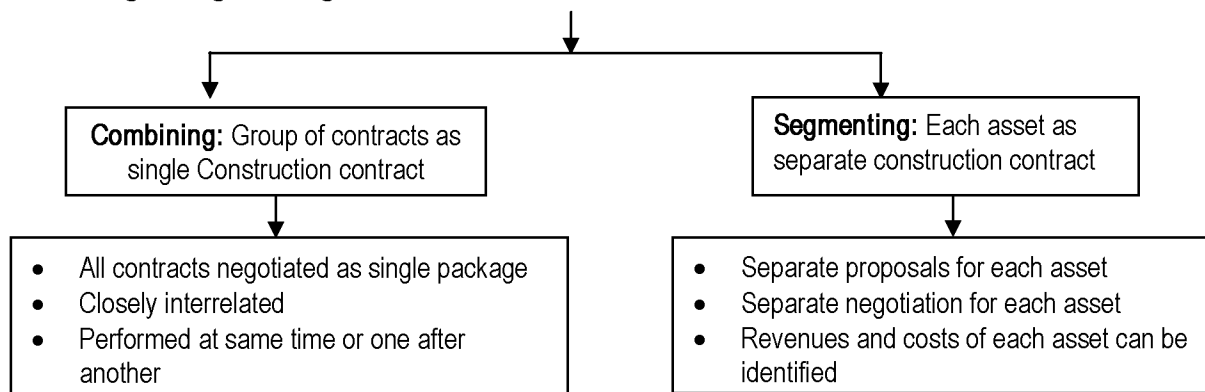 Combining: Group of contracts as
single Construction contract
Segmenting: Each asset as
separate construction contract
• All contracts negotiated as single package
• Closely interrelated
• Performed at same time or one after
another
• Separate proposals for each asset
• Separate negotiation for each asset
• Revenues and costs of each asset can be
identified